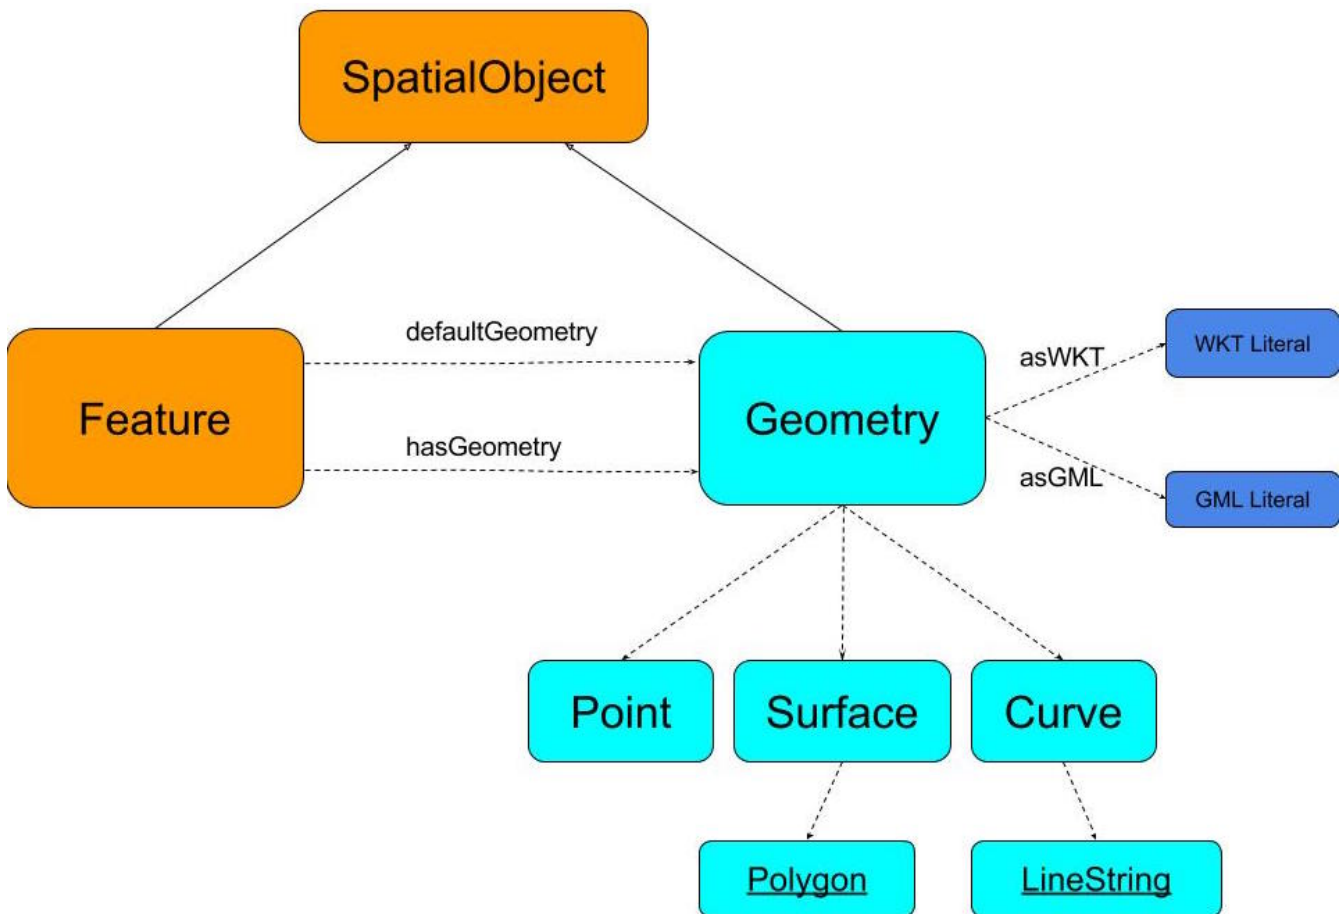 SpatialObject
defaultGeometry
asWKT
WKT Literal
Feature
hasGeometry
Geometry
asGML
GML Literal
Point
Surface
Curve
Polygon
LineString